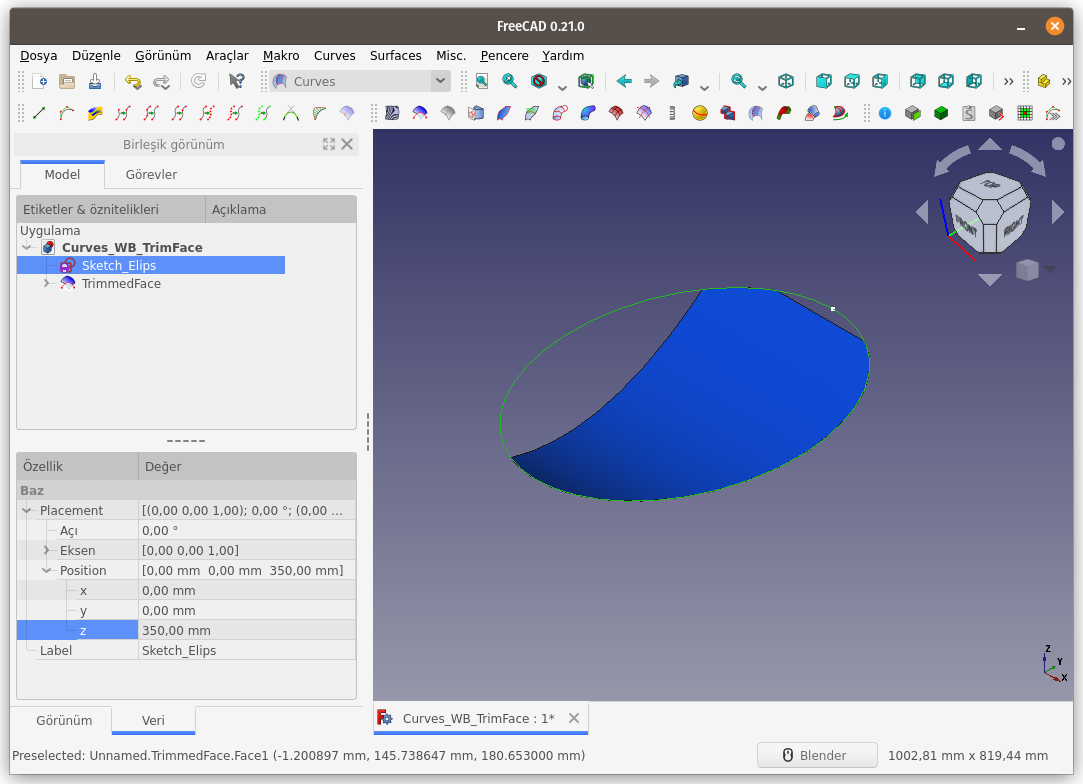 FreeCAD 0.21.0
Dosya Düzenle Görünüm Araçlar Makro Curves Surfaces Misc. Pencere Yardım
Curves
Birleşik görünüm
Model Görevler
Etiketler & öznitelikleri Açıklama
Uygulama
Curves_WB_TrimFace
Sketch_Elips
TrimmedFace
TOP
FRONT
RIGHT
Özellik Değer
Baz
Placement [(0,00 0,00 1,00); 0,00 °; (0,00 ...
Açı 0,00 °
Eksen [0,00 0,00 1,00]
Position [0,00 mm 0,00 mm 350,00 mm]
x 0,00 mm
y 0,00 mm
z 350,00 mm
Label Sketch_Elips
Z
Y
X
Görünüm Veri
Curves_WB_TrimFace : 1*
Preselected: Unnamed.TrimmedFace.Face1 (-1.200897 mm, 145.738647 mm, 180.653000 mm)
Blender
1002,81 mm x 819,44 mm